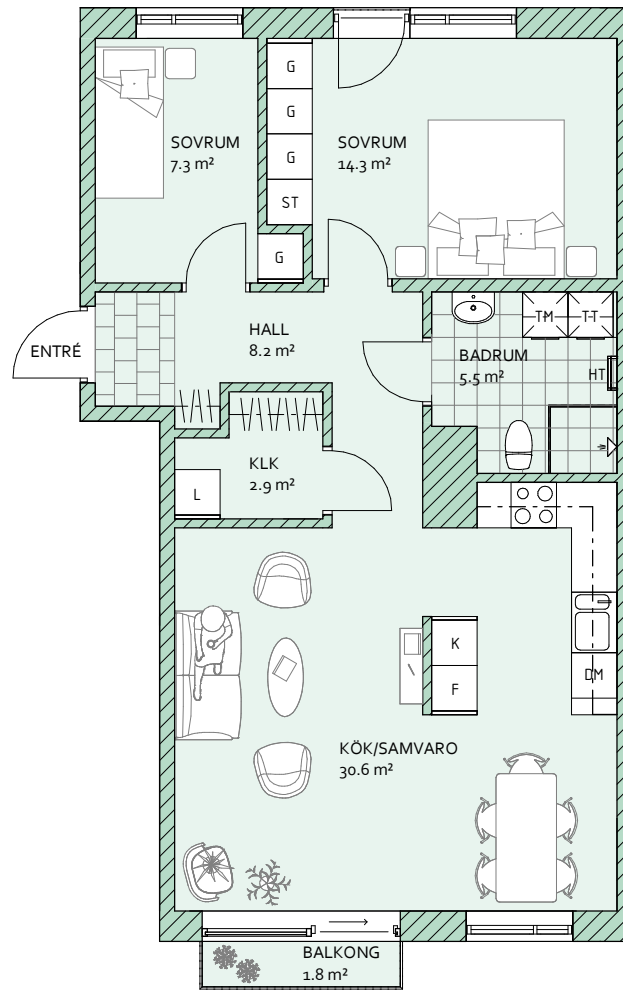 G
G
G
ST
G
SOVRUM
7.3 m²
SOVRUM
14.3 m²
ENTRÉ
HALL
8.2 m²
TM
TT
BADRUM
5.5 m²
HT
KLK
2.9 m²
L
K
F
DM
KÖK/SAMVARO
30.6 m²
BALKONG
1.8 m²